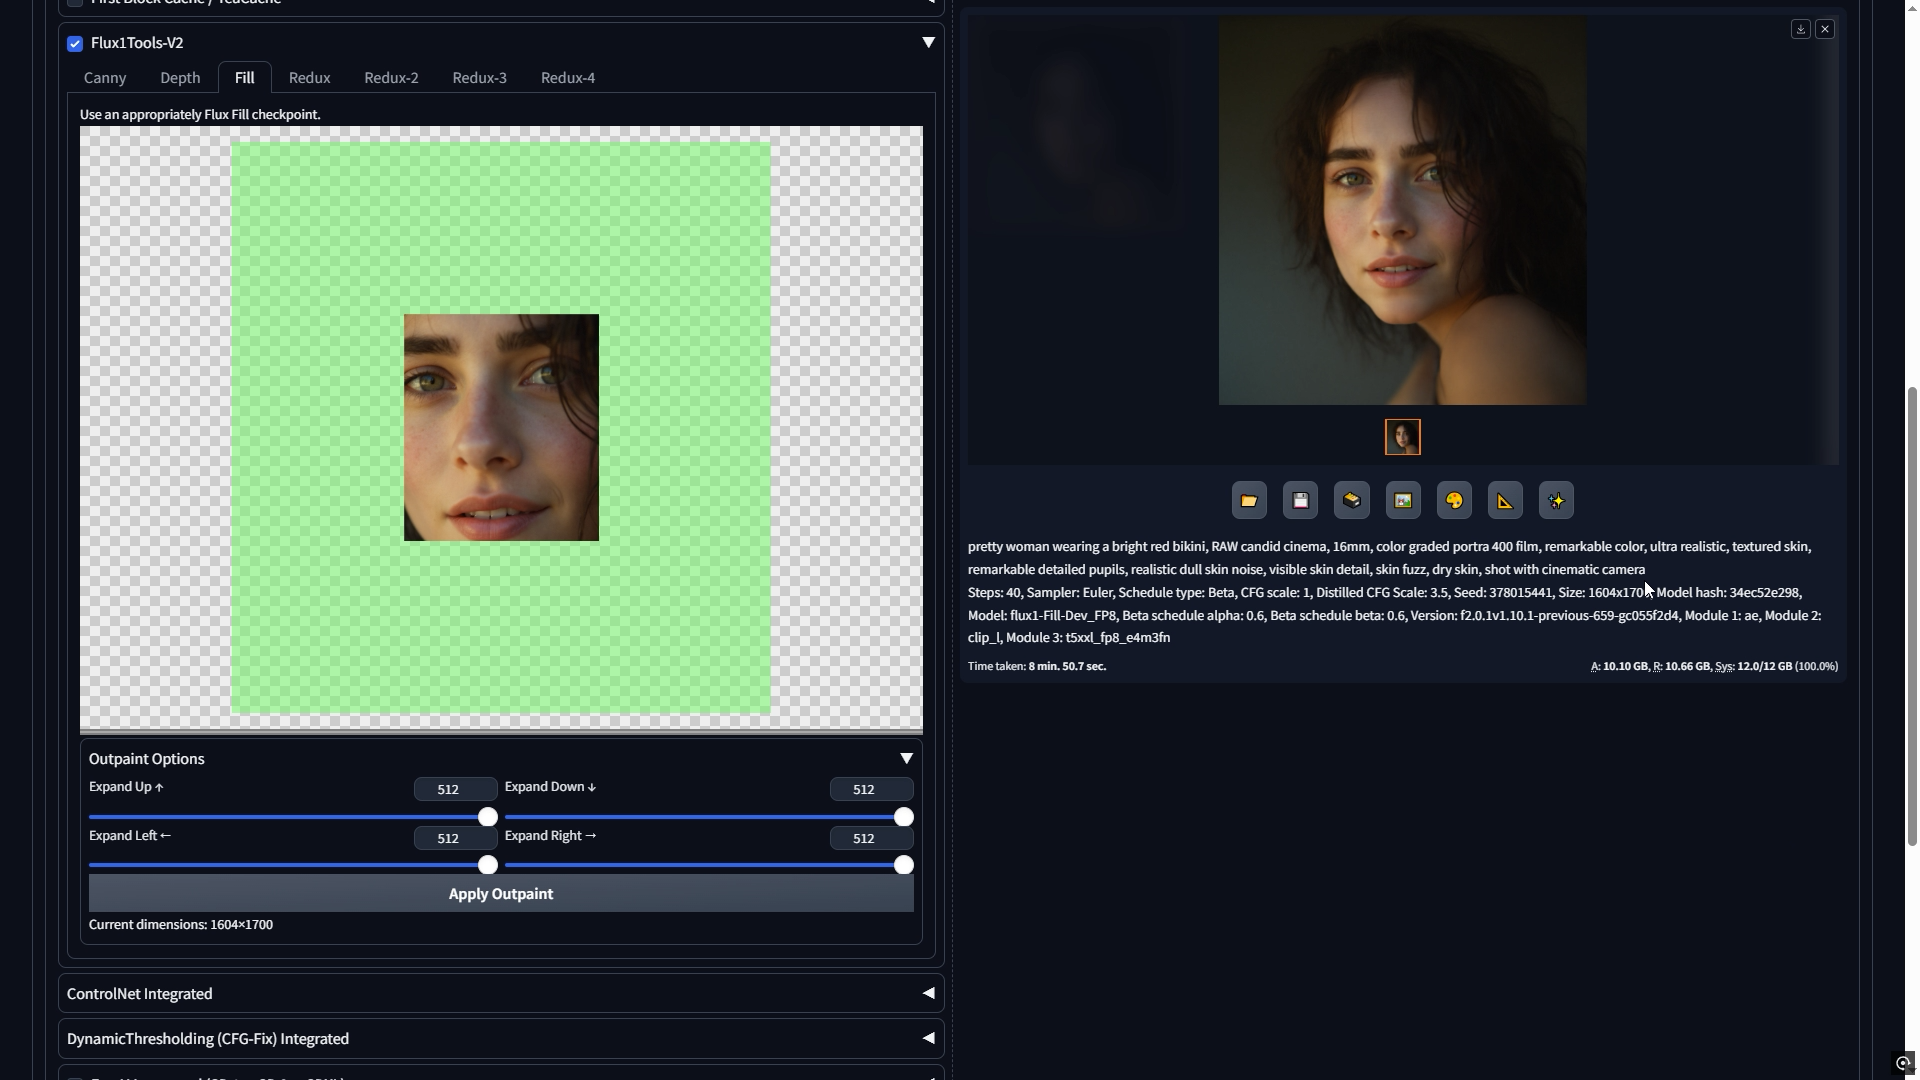 First Block Cache / TeaCache
Flux1Tools-V2
Canny Depth Fill Redux Redux-2 Redux-3 Redux-4
Use an appropriately Flux Fill checkpoint.
Outpaint Options
Expand Up ↑ 512 Expand Down ↓ 512
Expand Left ← 512 Expand Right → 512
Apply Outpaint
Current dimensions: 1604×1700
ControlNet Integrated
DynamicThresholding (CFG-Fix) Integrated
pretty woman wearing a bright red bikini, RAW candid cinema, 16mm, color graded portra 400 film, remarkable color, ultra realistic, textured skin,
remarkable detailed pupils, realistic dull skin noise, visible skin detail, skin fuzz, dry skin, shot with cinematic camera
Steps: 40, Sampler: Euler, Schedule type: Beta, CFG scale: 1, Distilled CFG Scale: 3.5, Seed: 378015441, Size: 1604x1700, Model hash: 34ec52e298,
Model: flux1-Fill-Dev_FP8, Beta schedule alpha: 0.6, Beta schedule beta: 0.6, Version: f2.0.1v1.10.1-previous-659-gc055f2d4, Module 1: ae, Module 2:
clip_l, Module 3: t5xxl_fp8_e4m3fn
Time taken: 8 min. 50.7 sec.
A: 10.10 GB, R: 10.66 GB, Sys: 12.0/12 GB (100.0%)